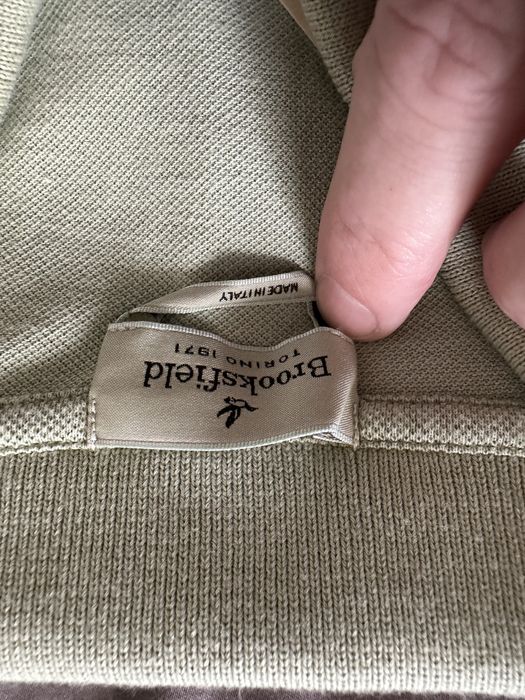 Brooksfield
TORINO 1971
MADE IN ITALY